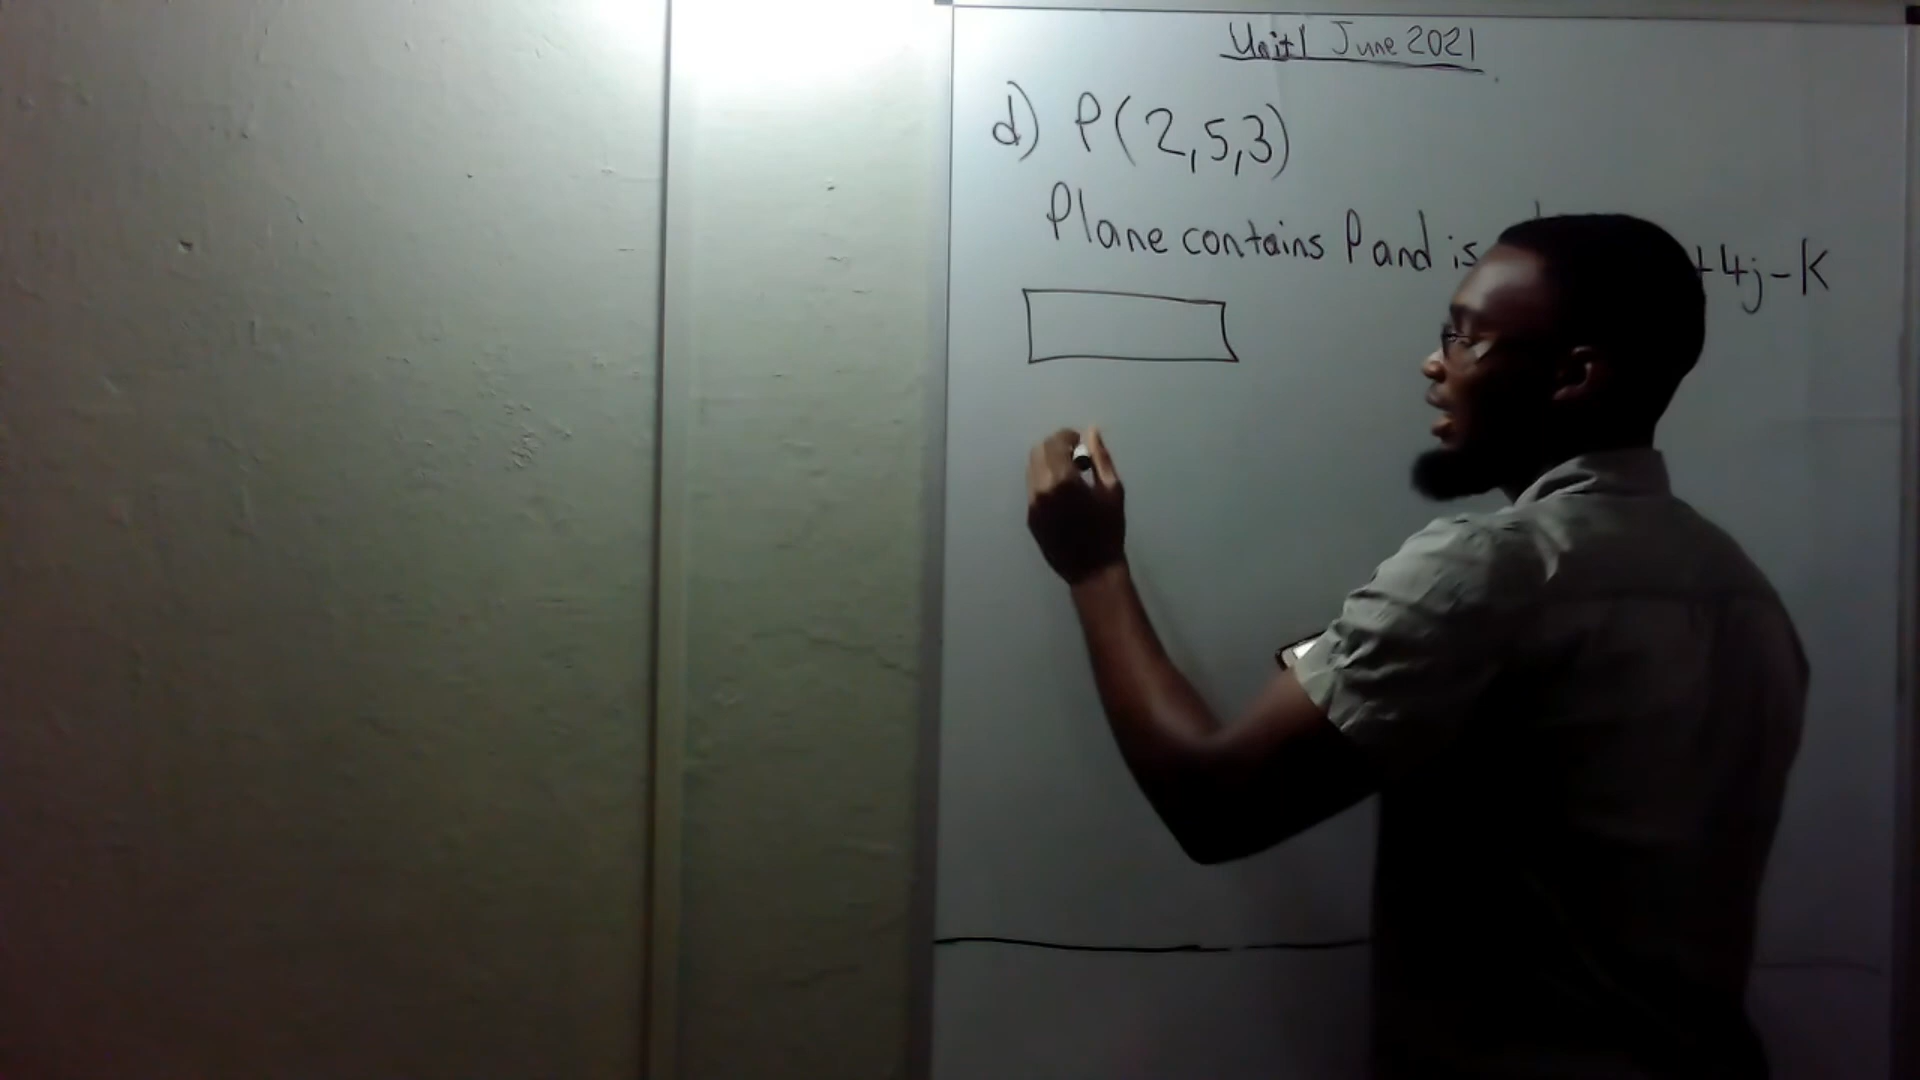 Unit 1 June 2021
d) P(2,5,3)
Plane contains P and is +4j-k